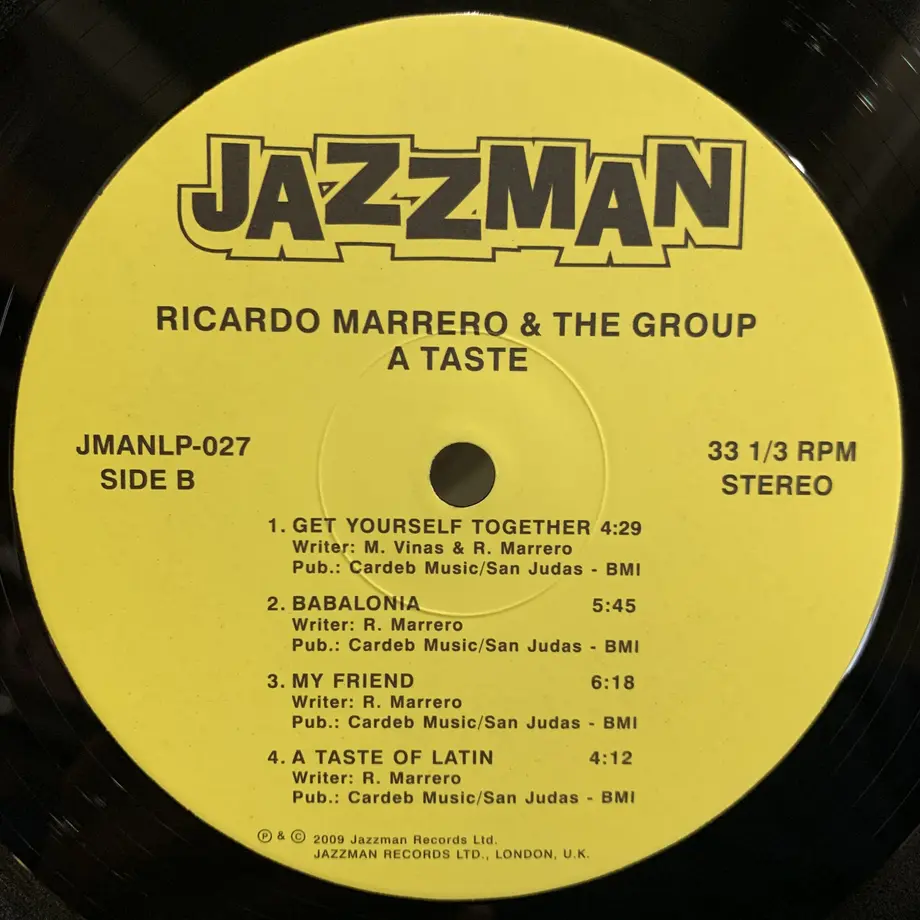 JAZZMAN
RICARDO MARRERO & THE GROUP
A TASTE
JMANLP-027
SIDE B
33 1/3 RPM
STEREO
1. GET YOURSELF TOGETHER 4:29
Writer: M. Vinas & R. Marrero
Pub.: Cardeb Music/San Judas - BMI
2. BABALONIA 5:45
Writer: R. Marrero
Pub.: Cardeb Music/San Judas - BMI
3. MY FRIEND 6:18
Writer: R. Marrero
Pub.: Cardeb Music/San Judas - BMI
4. A TASTE OF LATIN 4:12
Writer: R. Marrero
Pub.: Cardeb Music/San Judas - BMI
℗ & © 2009 Jazzman Records Ltd.
JAZZMAN RECORDS LTD., LONDON, U.K.